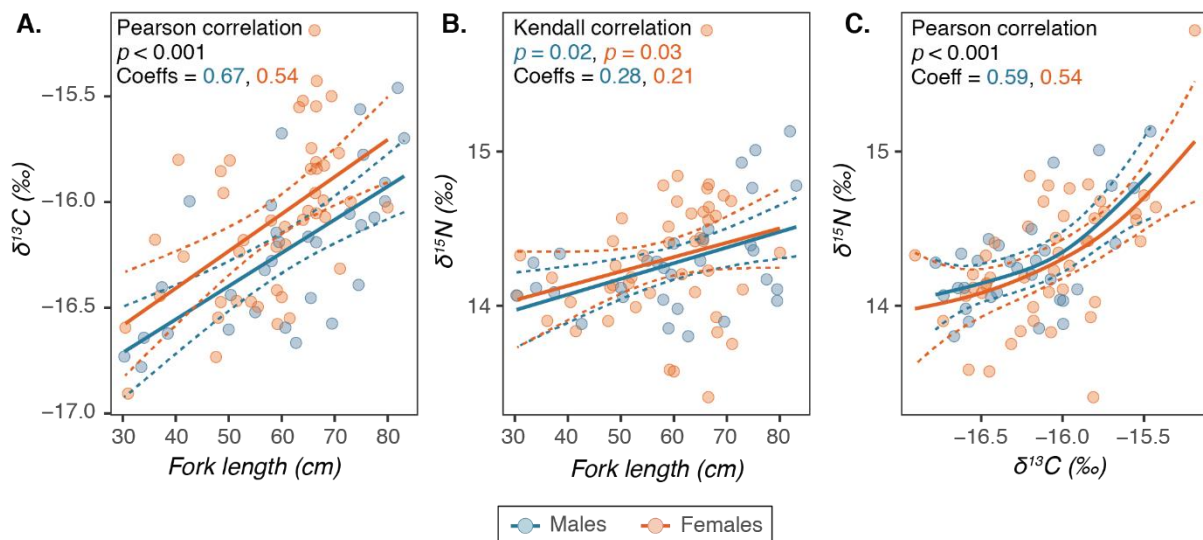 A.
Pearson correlation
p < 0.001
Coeffs = 0.67, 0.54
−15.5
−16.0
−16.5
−17.0
δ¹³C (‰)
30 40 50 60 70 80
Fork length (cm)
B.
Kendall correlation
p = 0.02, p = 0.03
Coeffs = 0.28, 0.21
15
14
δ¹⁵N (‰)
30 40 50 60 70 80
Fork length (cm)
C.
Pearson correlation
p < 0.001
Coeff = 0.59, 0.54
15
14
δ¹⁵N (‰)
−16.5 −16.0 −15.5
δ¹³C (‰)
Males Females